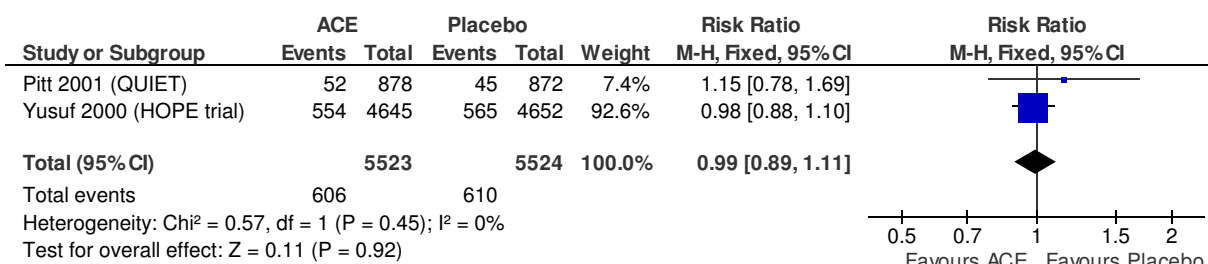 ACE Placebo Risk Ratio Risk Ratio
Study or Subgroup Events Total Events Total Weight M-H, Fixed, 95% CI M-H, Fixed, 95% CI
Pitt 2001 (QUIET) 52 878 45 872 7.4% 1.15 [0.78, 1.69]
Yusuf 2000 (HOPE trial) 554 4645 565 4652 92.6% 0.98 [0.88, 1.10]
Total (95% CI) 5523 5524 100.0% 0.99 [0.89, 1.11]
Total events 606 610
Heterogeneity: Chi² = 0.57, df = 1 (P = 0.45); I² = 0%
Test for overall effect: Z = 0.11 (P = 0.92)
0.5 0.7 1 1.5 2
Favours ACE Favours Placebo